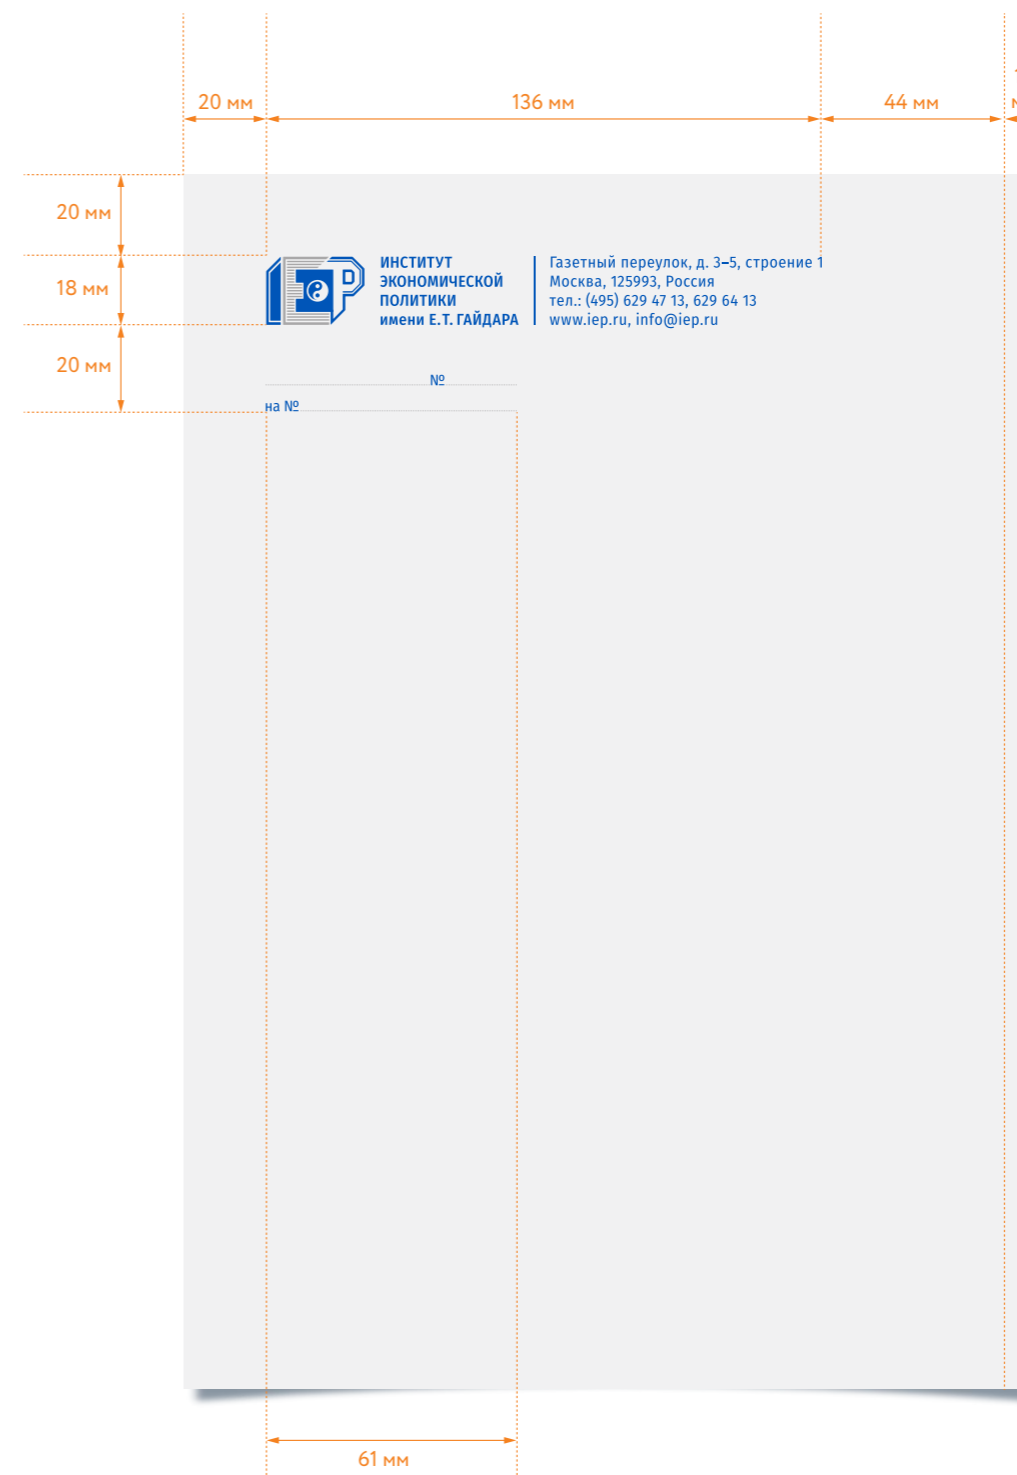 20 мм
136 мм
44 мм
20 мм
18 мм
20 мм
D
ИНСТИТУТ
ЭКОНОМИЧЕСКОЙ
ПОЛИТИКИ
имени Е.Т. ГАЙДАРА
Газетный переулок, д. 3–5, строение 1
Москва, 125993, Россия
тел.: (495) 629 47 13, 629 64 13
www.iep.ru, info@iep.ru
№
на №
61 мм